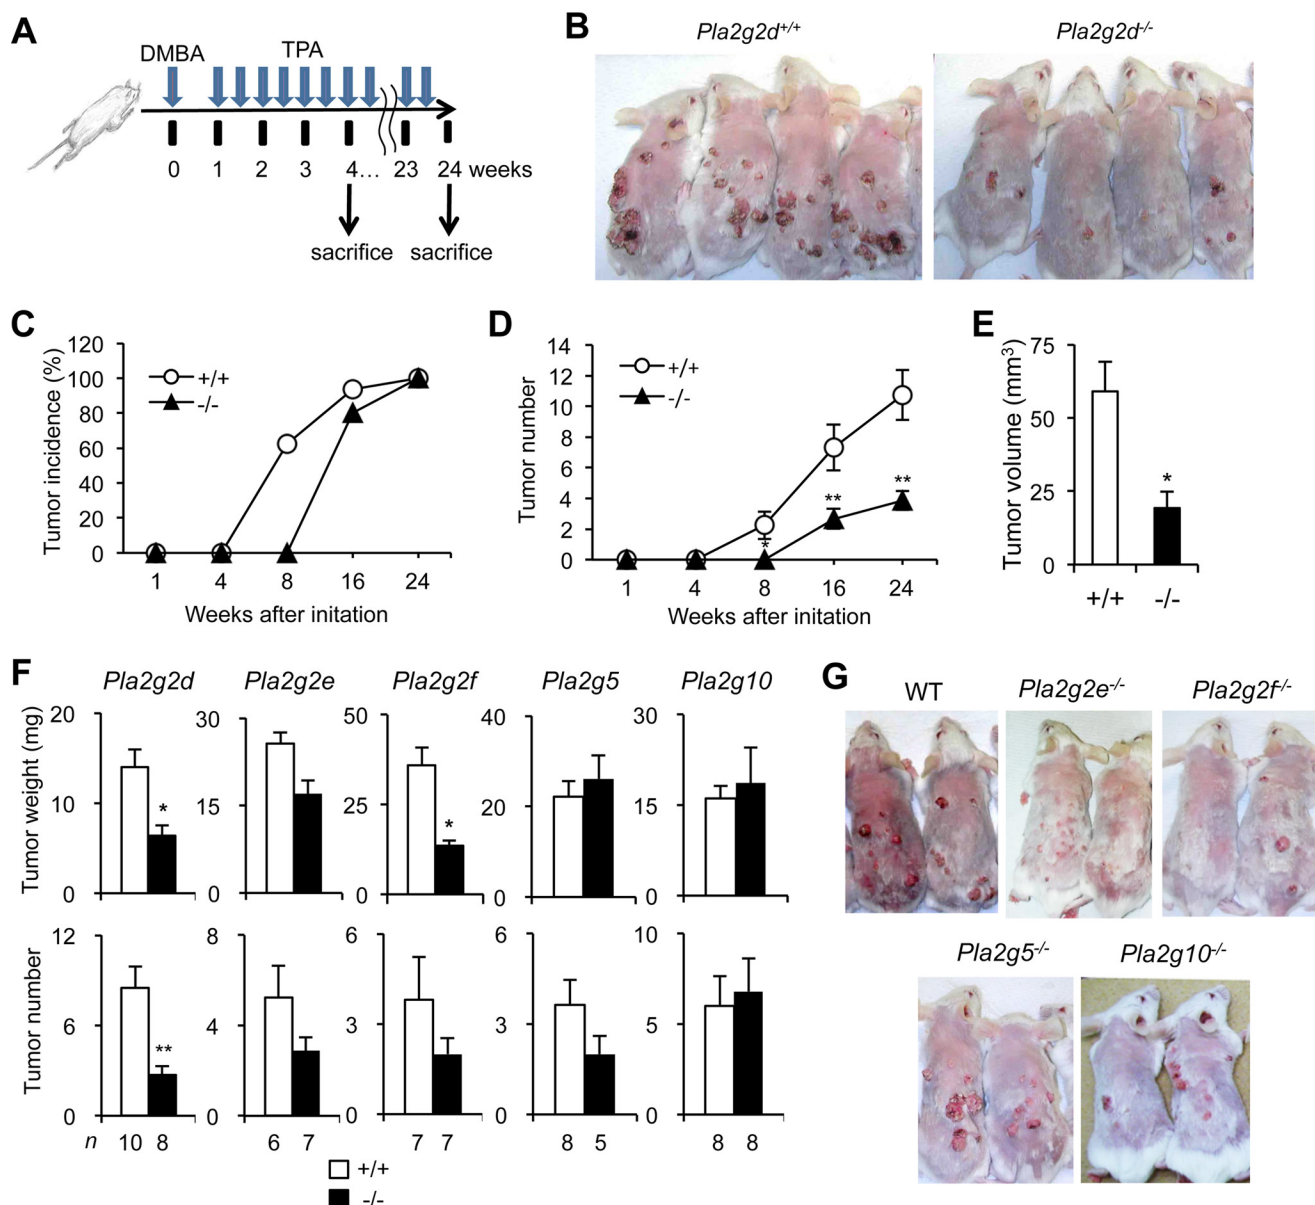 A
DMBA
TPA
0 1 2 3 4... 23 24 weeks
sacrifice sacrifice
B
Pla2g2d+/+ Pla2g2d-/-
C
Tumor incidence (%)
120
100
80
60
40
20
0
+/+
-/-
1 4 8 16 24
Weeks after initation
D
Tumor number
14
12
10
8
6
4
2
0
+/+
-/-
*
**
**
1 4 8 16 24
Weeks after initation
E
Tumor volume (mm3)
75
50
25
0
*
+/+ -/-
F
Pla2g2d Pla2g2e Pla2g2f Pla2g5 Pla2g10
Tumor weight (mg)
20 30 50 40 30
10 15 25 20 15
0 0 0 0 0
* *
Tumor number
12 8 6 6 10
6 4 3 3 5
0 0 0 0 0
**
n 10 8 6 7 7 7 8 5 8 8
+/+
-/-
G
WT Pla2g2e-/- Pla2g2f-/-
Pla2g5-/- Pla2g10-/-